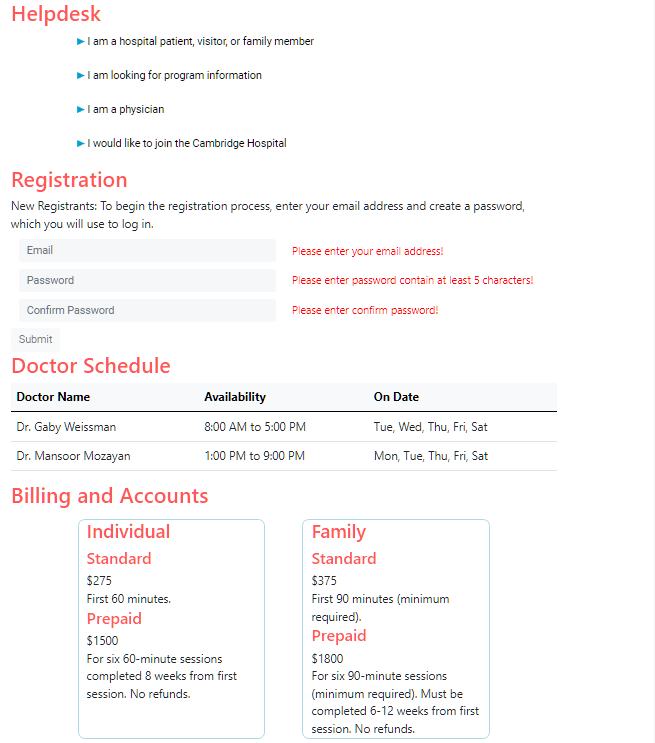 Helpdesk
► I am a hospital patient, visitor, or family member
► I am looking for program information
► I am a physician
► I would like to join the Cambridge Hospital
Registration
New Registrants: To begin the registration process, enter your email address and create a password,
which you will use to log in.
Email Please enter your email address!
Password Please enter password contain at least 5 characters!
Confirm Password Please enter confirm password!
Submit
Doctor Schedule
Doctor Name Availability On Date
Dr. Gaby Weissman 8:00 AM to 5:00 PM Tue, Wed, Thu, Fri, Sat
Dr. Mansoor Mozayan 1:00 PM to 9:00 PM Mon, Tue, Thu, Fri, Sat
Billing and Accounts
Individual
Standard
$275
First 60 minutes.
Prepaid
$1500
For six 60-minute sessions
completed 8 weeks from first
session. No refunds.
Family
Standard
$375
First 90 minutes (minimum
required).
Prepaid
$1800
For six 90-minute sessions
(minimum required). Must be
completed 6-12 weeks from first
session. No refunds.